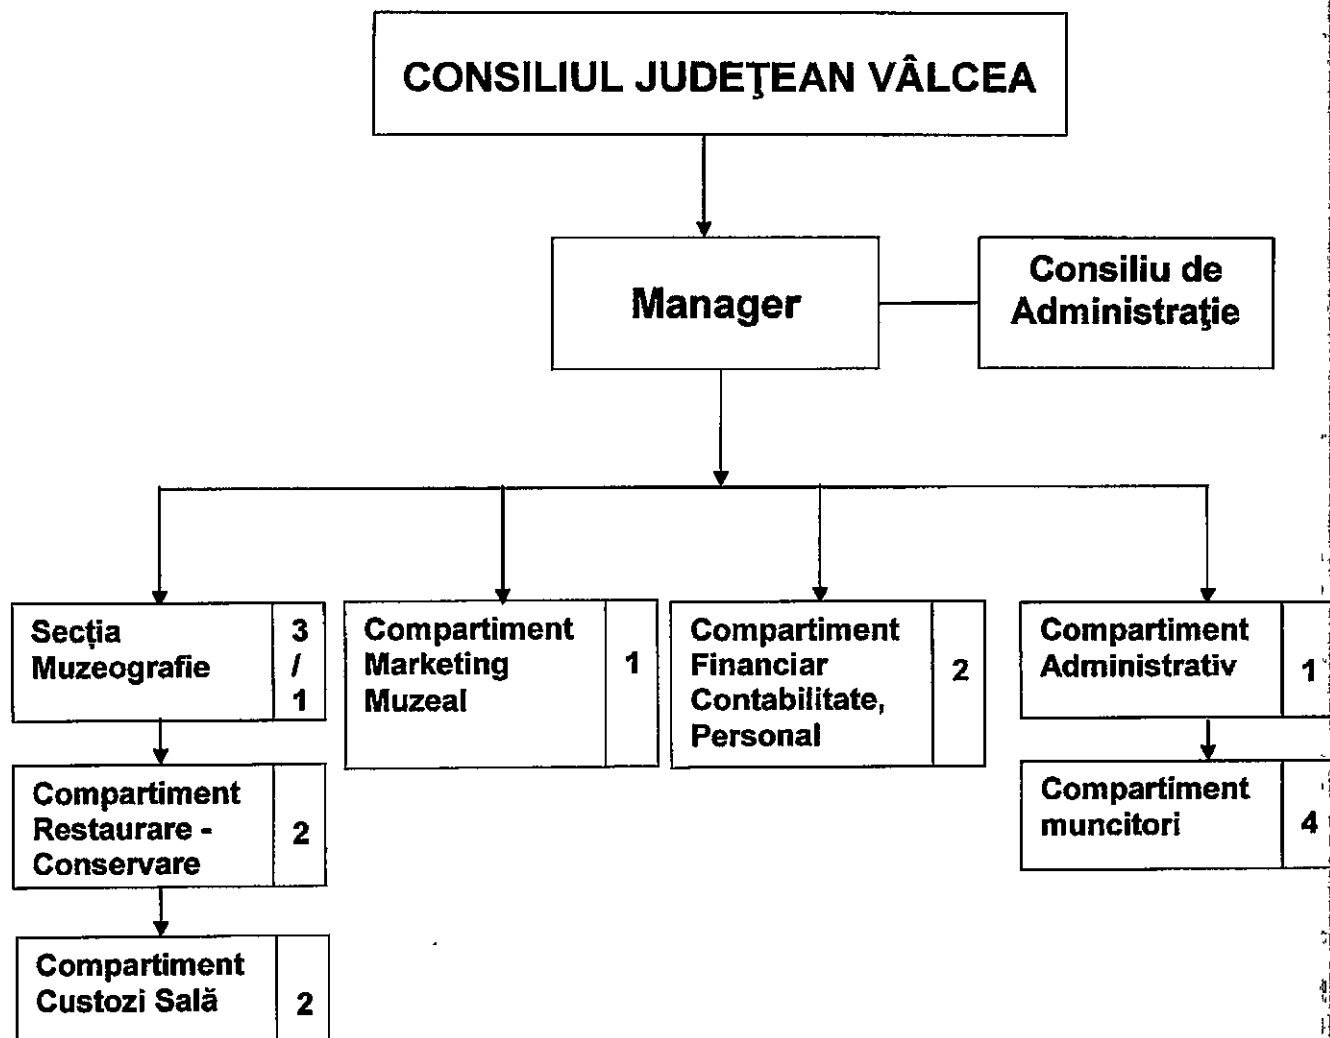 CONSILIUL JUDEŢEAN VÂLCEA
Manager
Consiliu de
Administraţie
Secția
Muzeografie
3
/
1
Compartiment
Marketing
Muzeal
1
Compartiment
Financiar
Contabilitate,
Personal
2
Compartiment
Administrativ
1
Compartiment
Restaurare -
Conservare
2
Compartiment
muncitori
4
Compartiment
Custozi Sală
2